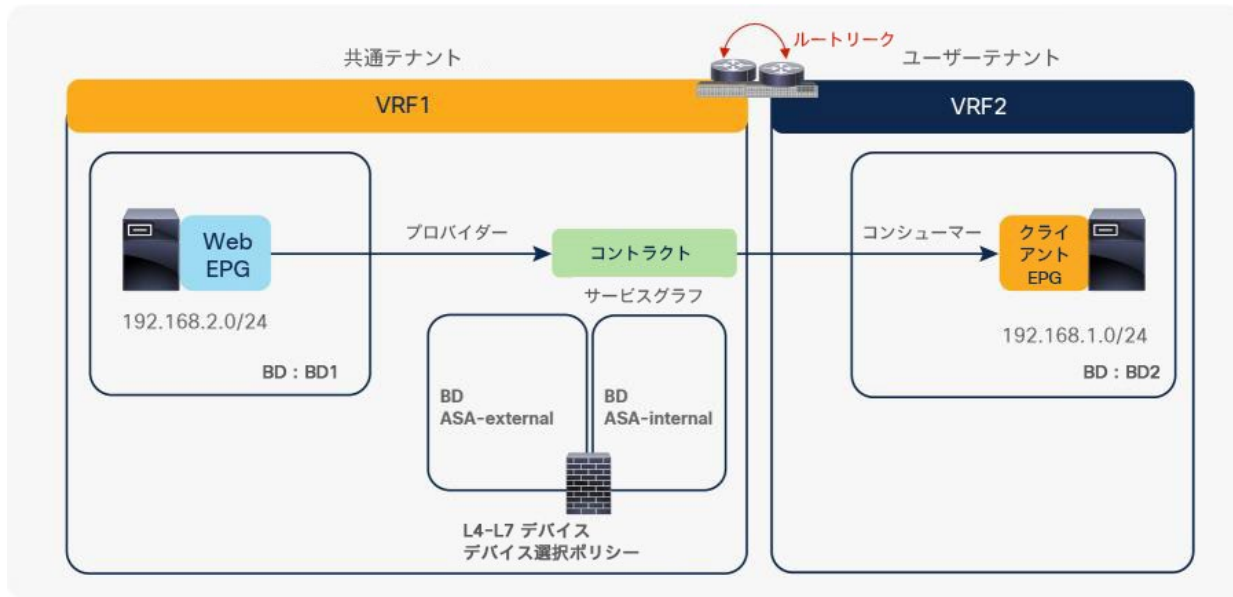 ルートリーク
共通テナント
ユーザーテナント
VRF1
VRF2
Web
EPG
プロバイダー
コントラクト
コンシューマー
クライ
アント
EPG
サービスグラフ
192.168.2.0/24
192.168.1.0/24
BD：BD1
BD：BD2
BD
ASA-external
BD
ASA-internal
L4-L7 デバイス
デバイス選択ポリシー